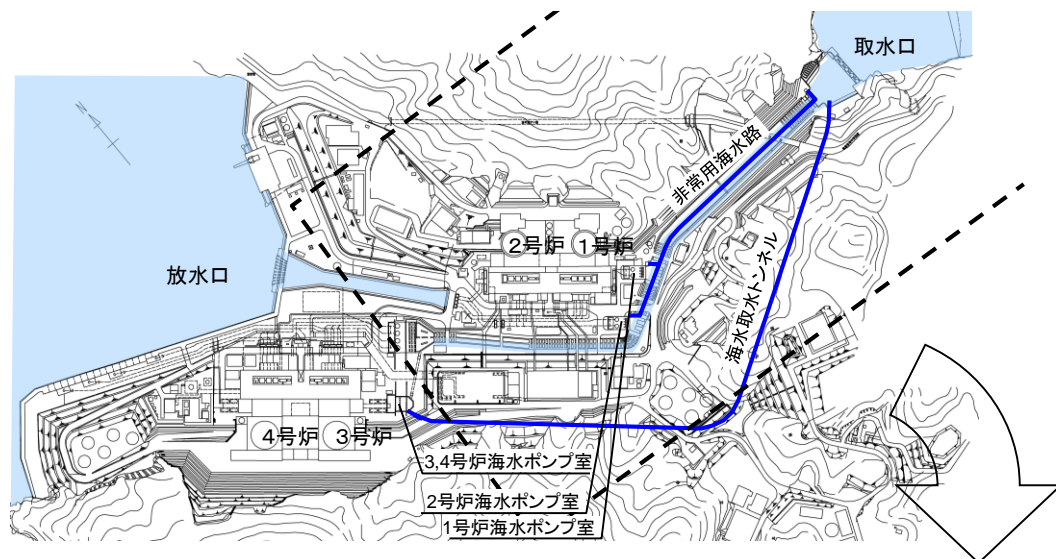 取水口
非常用海水路
2号炉
1号炉
放水口
海水取水トンネル
4号炉
3号炉
3,4号炉海水ポンプ室
2号炉海水ポンプ室
1号炉海水ポンプ室